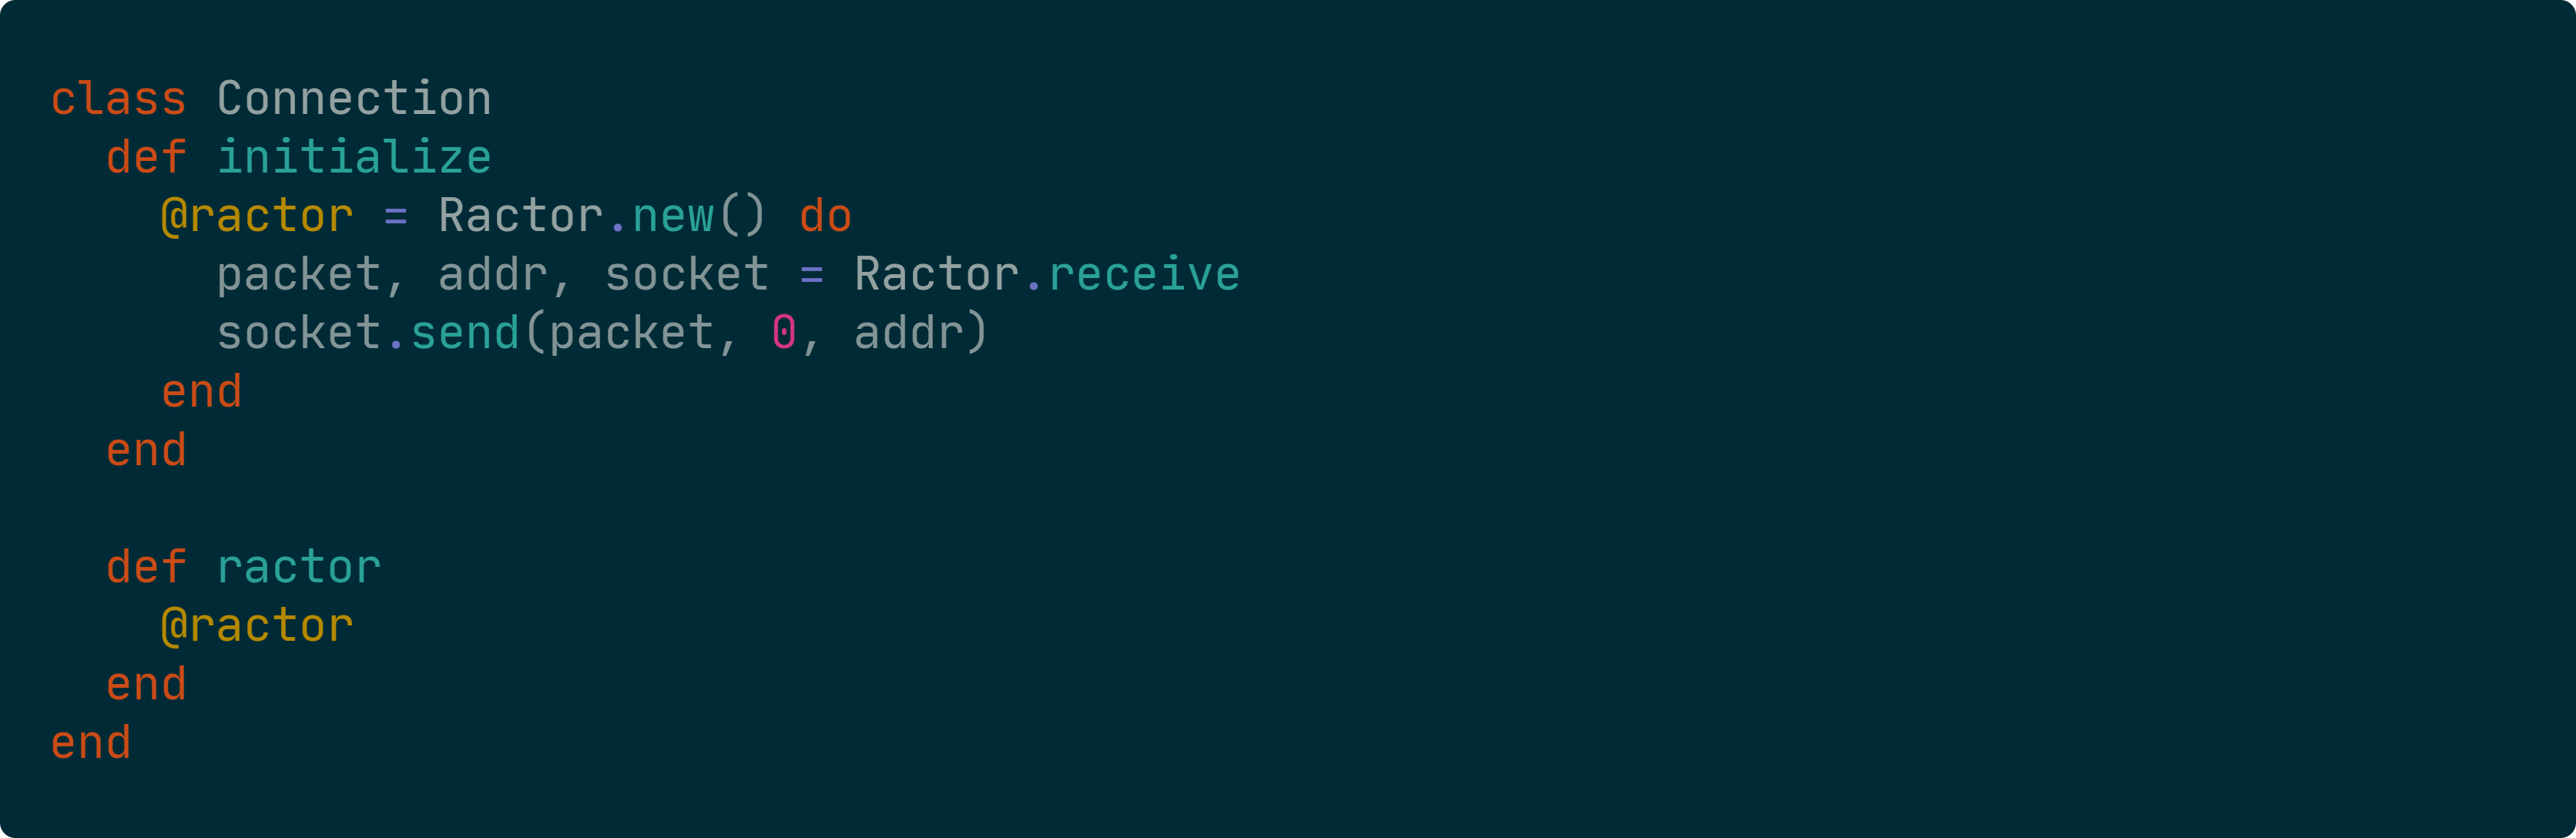 class Connection
  def initialize
    @ractor = Ractor.new() do
      packet, addr, socket = Ractor.receive
      socket.send(packet, 0, addr)
    end
  end

  def ractor
    @ractor
  end
end